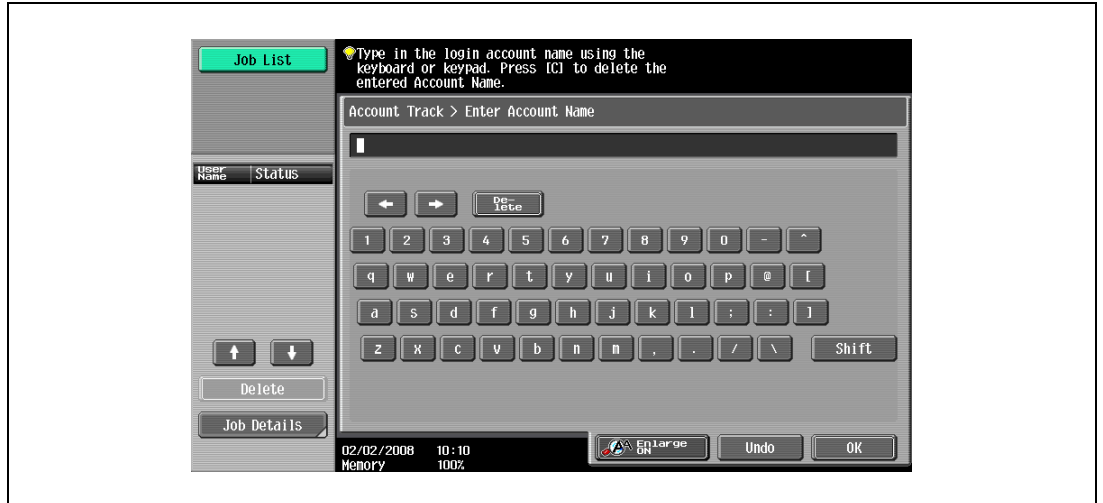 Job List
Type in the login account name using the
keyboard or keypad. Press [C] to delete the
entered Account Name.
Account Track > Enter Account Name
User Name Status
De-
lete
1 2 3 4 5 6 7 8 9 0 - ^
q w e r t y u i o p @ [
a s d f g h j k l ; : ]
z x c v b n m , . / \ Shift
Delete
Job Details
02/02/2008 10:10
Memory 100%
Enlarge
ON
Undo
OK